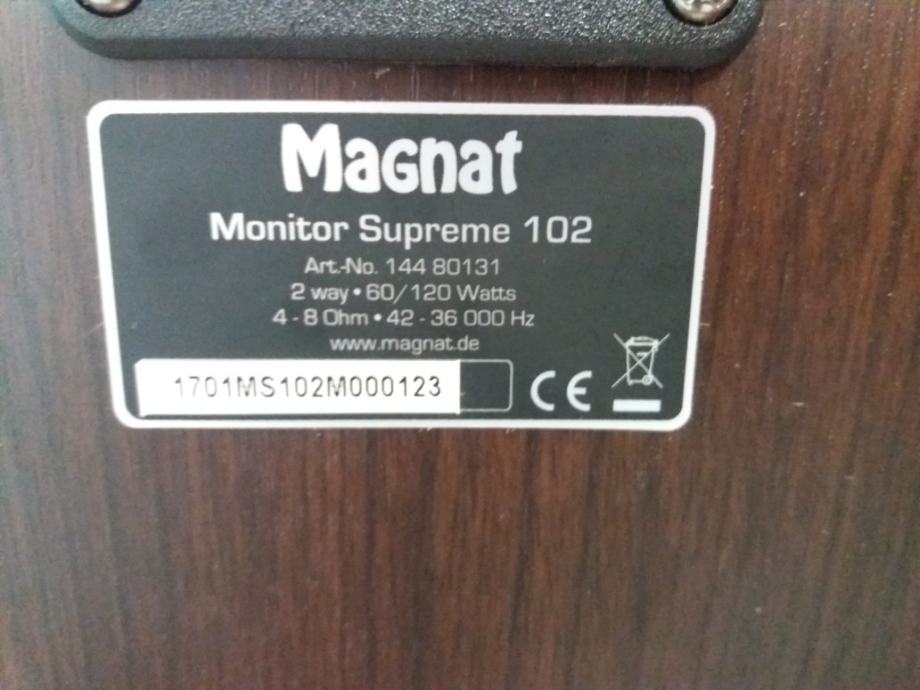 Magnat
Monitor Supreme 102
Art.-No. 144 80131
2 way • 60/120 Watts
4 - 8 Ohm • 42 - 36 000 Hz
www.magnat.de
1701MS102M000123 CE